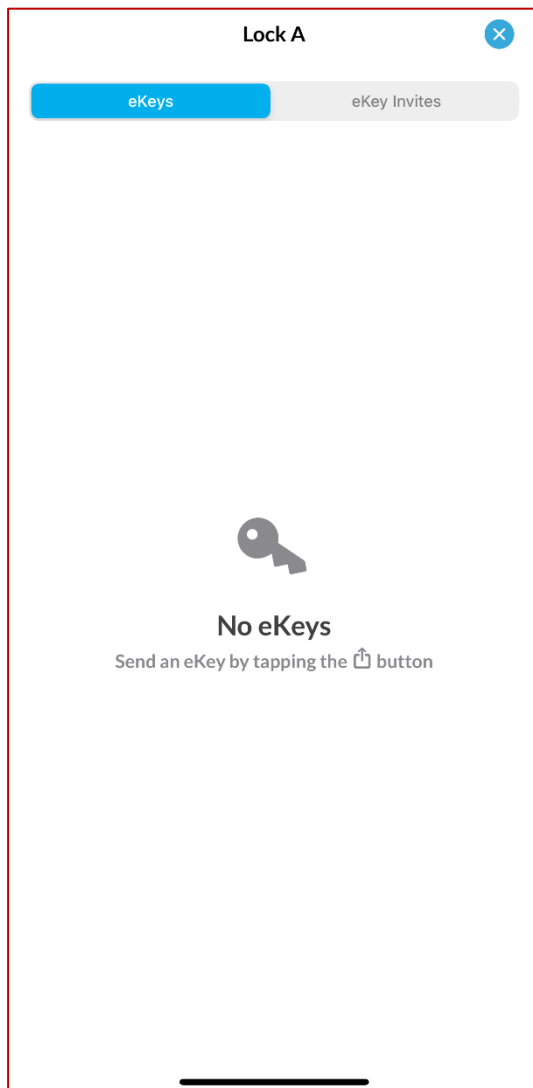 Lock A
eKeys
eKey Invites
No eKeys
Send an eKey by tapping the button